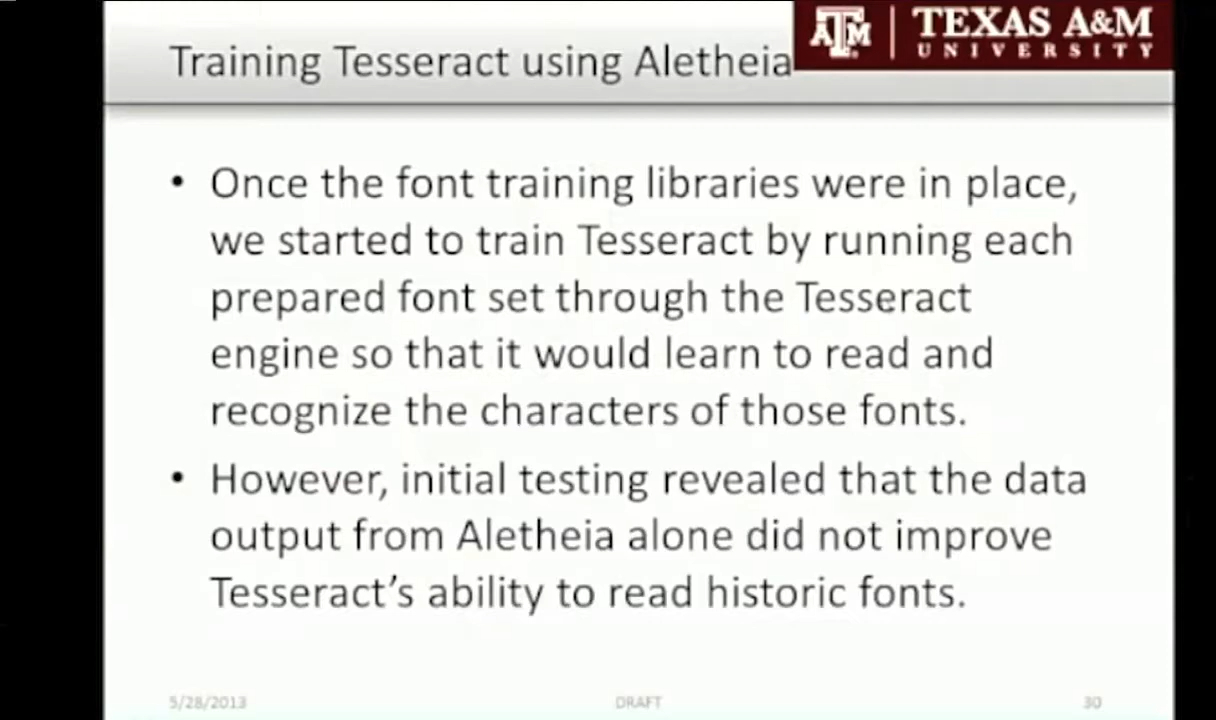 Training Tesseract using Aletheia
ATM
TEXAS A&M
UNIVERSITY
• Once the font training libraries were in place,
we started to train Tesseract by running each
prepared font set through the Tesseract
engine so that it would learn to read and
recognize the characters of those fonts.
• However, initial testing revealed that the data
output from Aletheia alone did not improve
Tesseract’s ability to read historic fonts.
5/28/2013
DRAFT
30